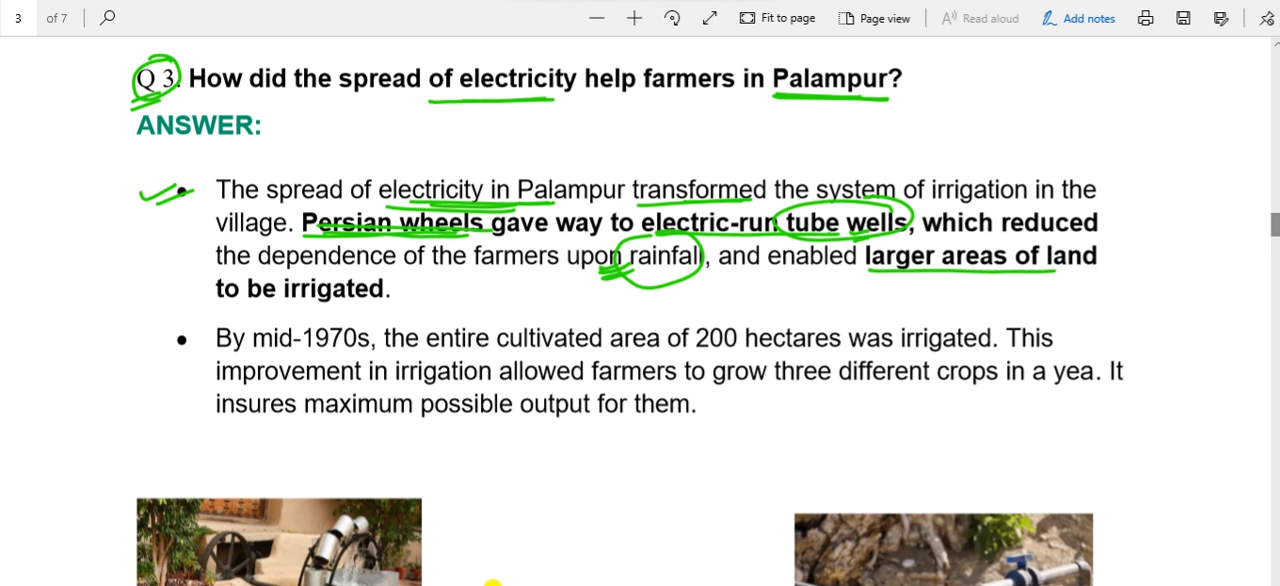 3 of 7 Fit to page Page view Read aloud Add notes
Q 3. How did the spread of electricity help farmers in Palampur?
ANSWER:
• The spread of electricity in Palampur transformed the system of irrigation in the
village. Persian wheels gave way to electric-run tube wells, which reduced
the dependence of the farmers upon rainfall, and enabled larger areas of land
to be irrigated.
• By mid-1970s, the entire cultivated area of 200 hectares was irrigated. This
improvement in irrigation allowed farmers to grow three different crops in a yea. It
insures maximum possible output for them.